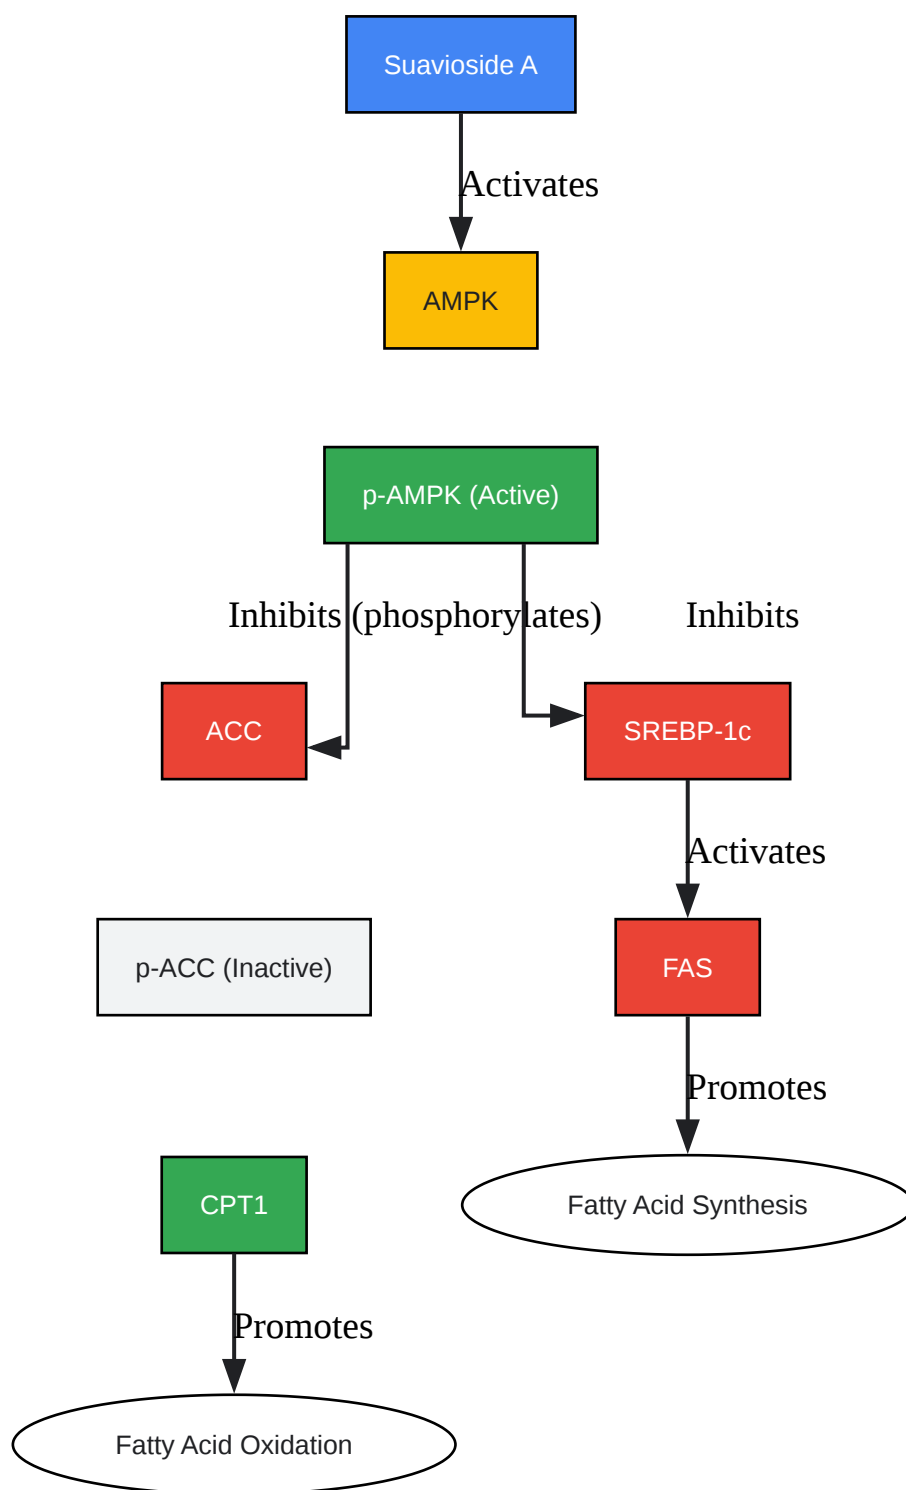 Suavioside A
Activates
AMPK
p-AMPK (Active)
Inhibits (phosphorylates)
Inhibits
ACC
SREBP-1c
Activates
p-ACC (Inactive)
FAS
Promotes
CPT1
Fatty Acid Synthesis
Promotes
Fatty Acid Oxidation